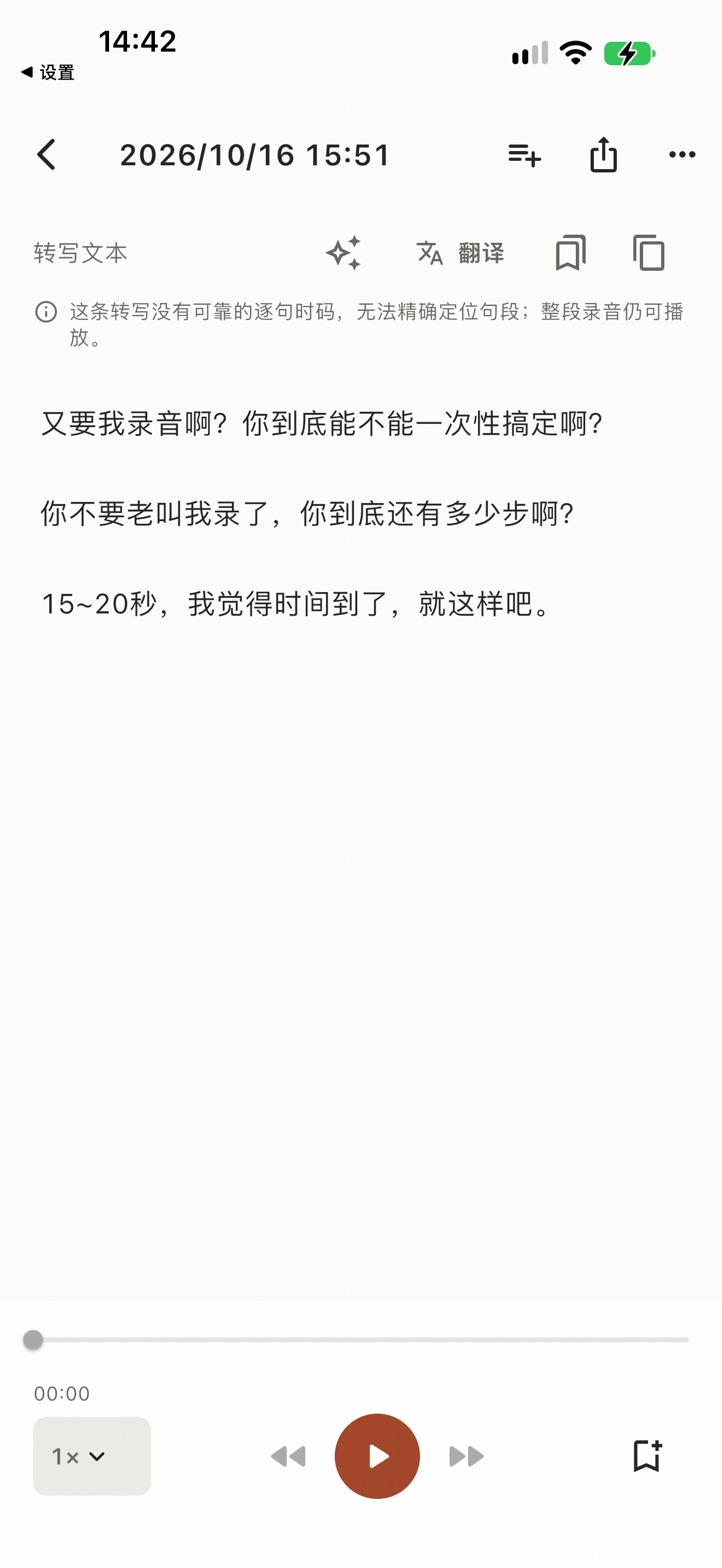 14:42
设置
2026/10/16 15:51
转写文本
翻译
这条转写没有可靠的逐句时码，无法精确定位句段；整段录音仍可播
放。
又要我录音啊？你到底能不能一次性搞定啊？
你不要老叫我录了，你到底还有多少步啊？
15~20秒，我觉得时间到了，就这样吧。
00:00
1×